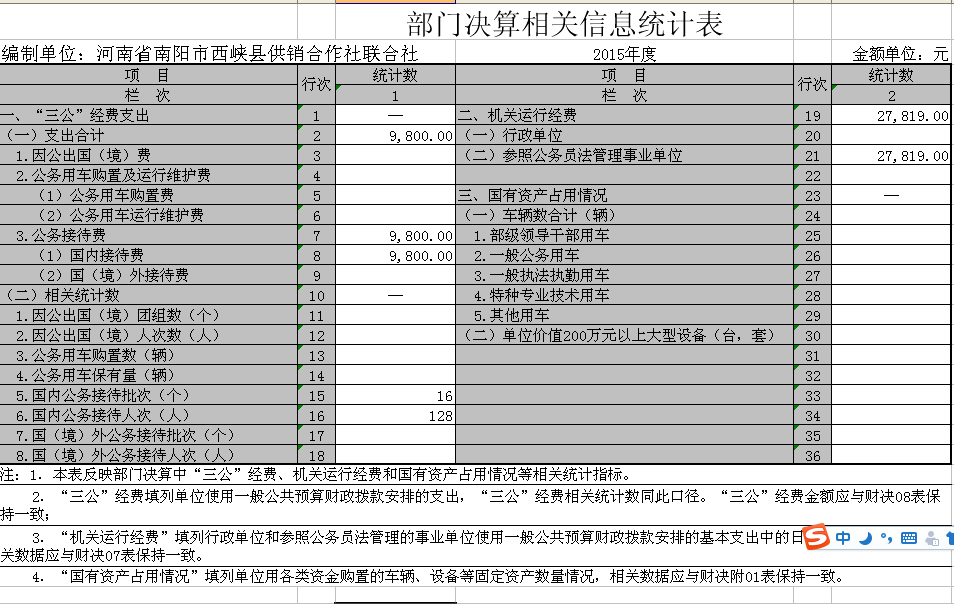 部门决算相关信息统计表
编制单位：河南省南阳市西峡县供销合作社联合社 2015年度 金额单位：元
项 目 行次 统计数 项 目 行次 统计数
栏 次 1 栏 次 2
一、“三公”经费支出 1 — 二、机关运行经费 19 27,819.00
（一）支出合计 2 9,800.00 （一）行政单位 20
1.因公出国（境）费 3 （二）参照公务员法管理事业单位 21 27,819.00
2.公务用车购置及运行维护费 4 22
（1）公务用车购置费 5 三、国有资产占用情况 23 —
（2）公务用车运行维护费 6 （一）车辆数合计（辆） 24
3.公务接待费 7 9,800.00 1.部级领导干部用车 25
（1）国内接待费 8 9,800.00 2.一般公务用车 26
（2）国（境）外接待费 9 3.一般执法执勤用车 27
（二）相关统计数 10 — 4.特种专业技术用车 28
1.因公出国（境）团组数（个） 11 5.其他用车 29
2.因公出国（境）人次数（人） 12 （二）单位价值200万元以上大型设备（台，套） 30
3.公务用车购置数（辆） 13 31
4.公务用车保有量（辆） 14 32
5.国内公务接待批次（个） 15 16 33
6.国内公务接待人次（人） 16 128 34
7.国（境）外公务接待批次（个） 17 35
8.国（境）外公务接待人次（人） 18 36
注：1. 本表反映部门决算中“三公”经费、机关运行经费和国有资产占用情况等相关统计指标。
2. “三公”经费填列单位使用一般公共预算财政拨款安排的支出，“三公”经费相关统计数同此口径。“三公”经费金额应与财决08表保
持一致；
3. “机关运行经费”填列行政单位和参照公务员法管理的事业单位使用一般公共预算财政拨款安排的基本支出中的日
关数据应与财决07表保持一致。
4. “国有资产占用情况”填列单位用各类资金购置的车辆、设备等固定资产数量情况，相关数据应与财决附01表保持一致。
S 中